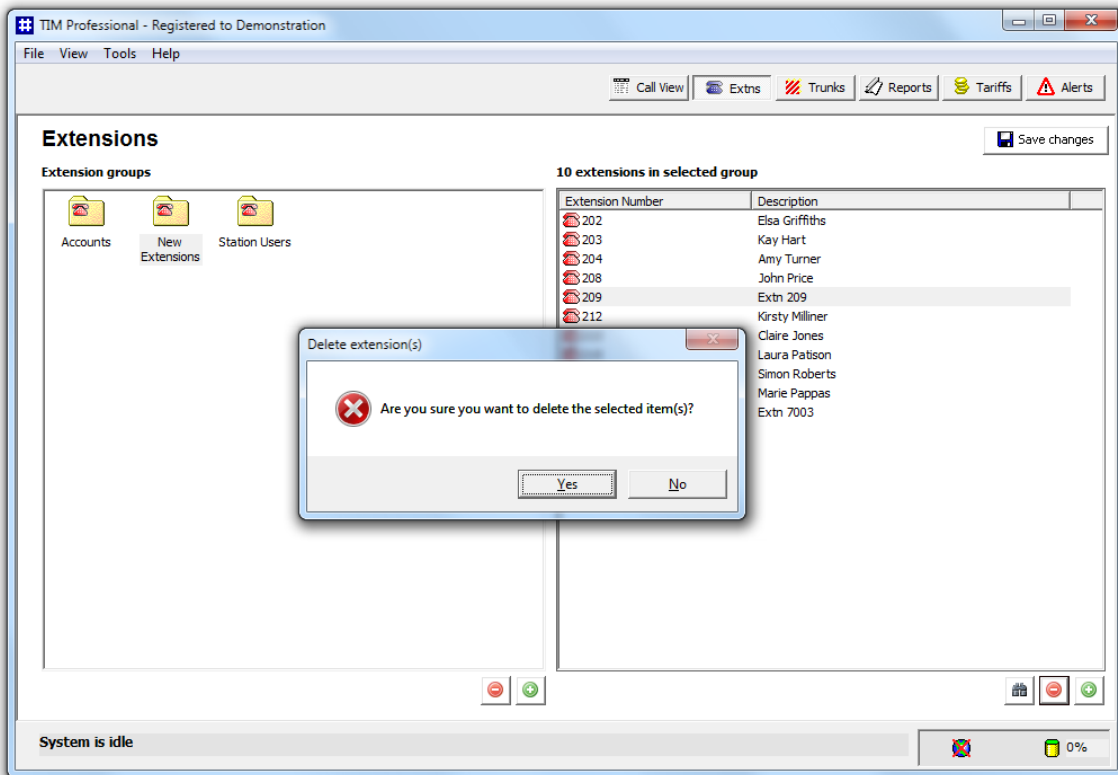 TIM Professional - Registered to Demonstration
File View Tools Help
Call View Extns Trunks Reports Tariffs Alerts
Extensions
Save changes
Extension groups
Accounts
New
Extensions
Station Users
10 extensions in selected group
Extension Number Description
202 Elsa Griffiths
203 Kay Hart
204 Amy Turner
208 John Price
209 Extn 209
212 Kirsty Milliner
Claire Jones
Laura Patison
Simon Roberts
Marie Pappas
Extn 7003
Delete extension(s)
Are you sure you want to delete the selected item(s)?
Yes No
System is idle
0%